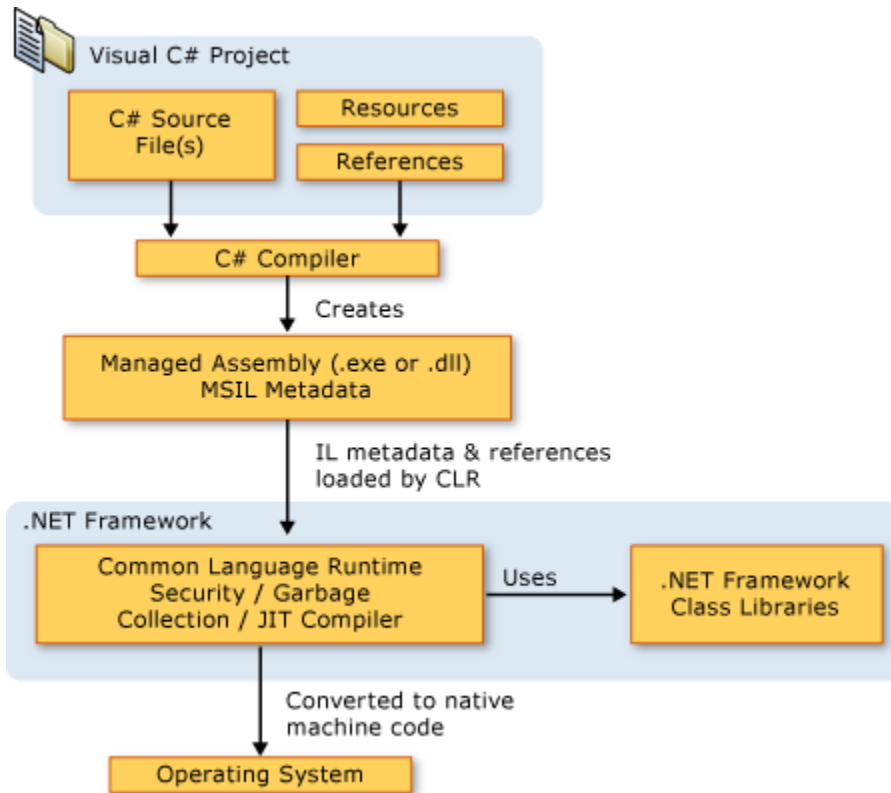 Visual C# Project
C# Source
File(s)
Resources
References
C# Compiler
Creates
Managed Assembly (.exe or .dll)
MSIL Metadata
IL metadata & references
loaded by CLR
.NET Framework
Common Language Runtime
Security / Garbage
Collection / JIT Compiler
Uses
.NET Framework
Class Libraries
Converted to native
machine code
Operating System